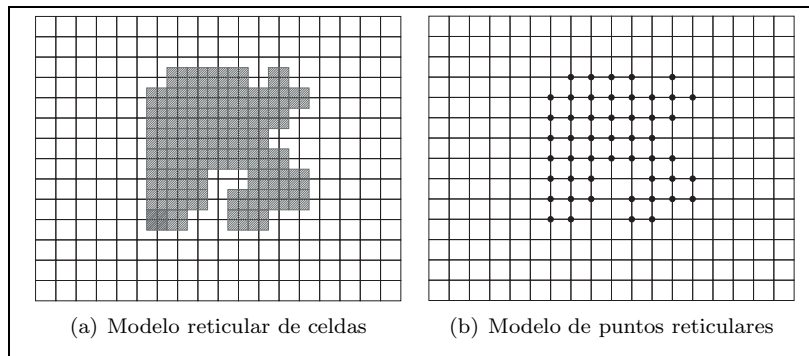 (a) Modelo reticular de celdas
(b) Modelo de puntos reticulares